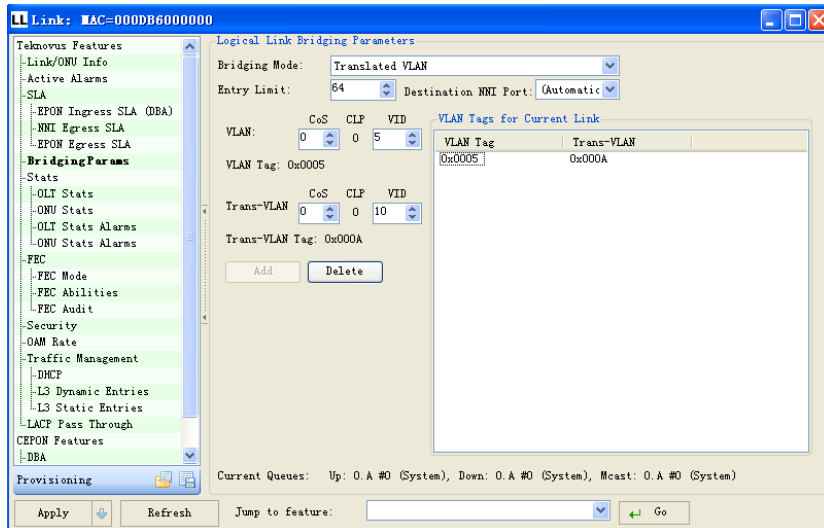 LL Link: MAC=000DB6000000
Teknovus Features
Link/ONU Info
Active Alarms
SLA
EPON Ingress SLA (DBA)
NNI Egress SLA
EPON Egress SLA
BridgingParams
Stats
OLT Stats
ONU Stats
OLT Stats Alarms
ONU Stats Alarms
FEC
FEC Mode
FEC Abilities
FEC Audit
Security
OAM Rate
Traffic Management
DHCP
L3 Dynamic Entries
L3 Static Entries
LACP Pass Through
CEPON Features
DBA
Provisioning
Logical Link Bridging Parameters
Bridging Mode: Translated VLAN
Entry Limit: 64 Destination NNI Port: (Automatic
CoS CLP VID
VLAN: 0 0 5
VLAN Tag: 0x0005
CoS CLP VID
Trans-VLAN 0 0 10
Trans-VLAN Tag: 0x000A
Add Delete
VLAN Tags for Current Link
VLAN Tag Trans-VLAN
0x0005 0x000A
Current Queues: Up: 0.A #0 (System), Down: 0.A #0 (System), Mcast: 0.A #0 (System)
Apply Refresh Jump to feature: Go